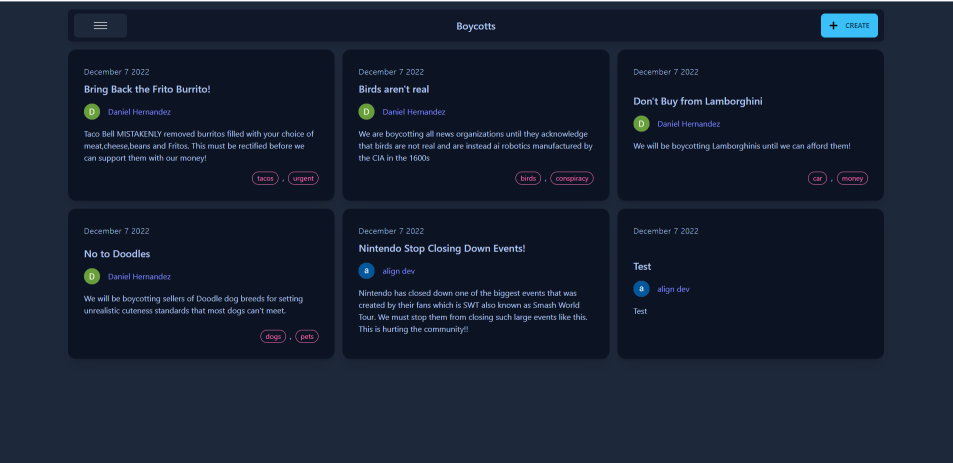 Boycotts
+ CREATE
December 7 2022
Bring Back the Frito Burrito!
D Daniel Hernandez
Taco Bell MISTAKENLY removed burritos filled with your choice of
meat,cheese,beans and Fritos. This must be rectified before we
can support them with our money!
tacos , urgent
December 7 2022
Birds aren't real
D Daniel Hernandez
We are boycotting all news organizations until they acknowledge
that birds are not real and are instead ai robotics manufactured by
the CIA in the 1600s
birds , conspiracy
December 7 2022
Don't Buy from Lamborghini
D Daniel Hernandez
We will be boycotting Lamborghinis until we can afford them!
car , money
December 7 2022
No to Doodles
D Daniel Hernandez
We will be boycotting sellers of Doodle dog breeds for setting
unrealistic cuteness standards that most dogs can't meet.
dogs , pets
December 7 2022
Nintendo Stop Closing Down Events!
a align dev
Nintendo has closed down one of the biggest events that was
created by their fans which is SWT also known as Smash World
Tour. We must stop them from closing such large events like this.
This is hurting the community!!
December 7 2022
Test
a align dev
Test